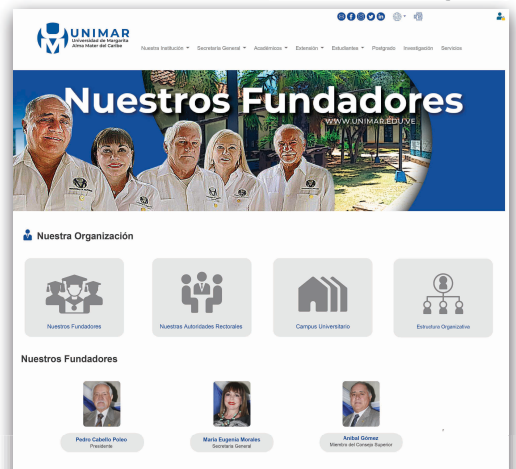 UNIMAR
Universidad de Margarita
Alma Mater del Caribe
Nuestra Institución Secretaría General Académicos Extensión Estudiantes Postgrado Investigación Servicios
Nuestros Fundadores
WWW.UNIMAR.EDU.VE
Nuestra Organización
Nuestros Fundadores
Nuestras Autoridades Rectorales
Campus Universitario
Estructura Organizativa
Nuestros Fundadores
Pedro Cabello Poleo
Presidente
María Eugenia Morales
Secretaria General
Aníbal Gómez
Miembro del Consejo Superior